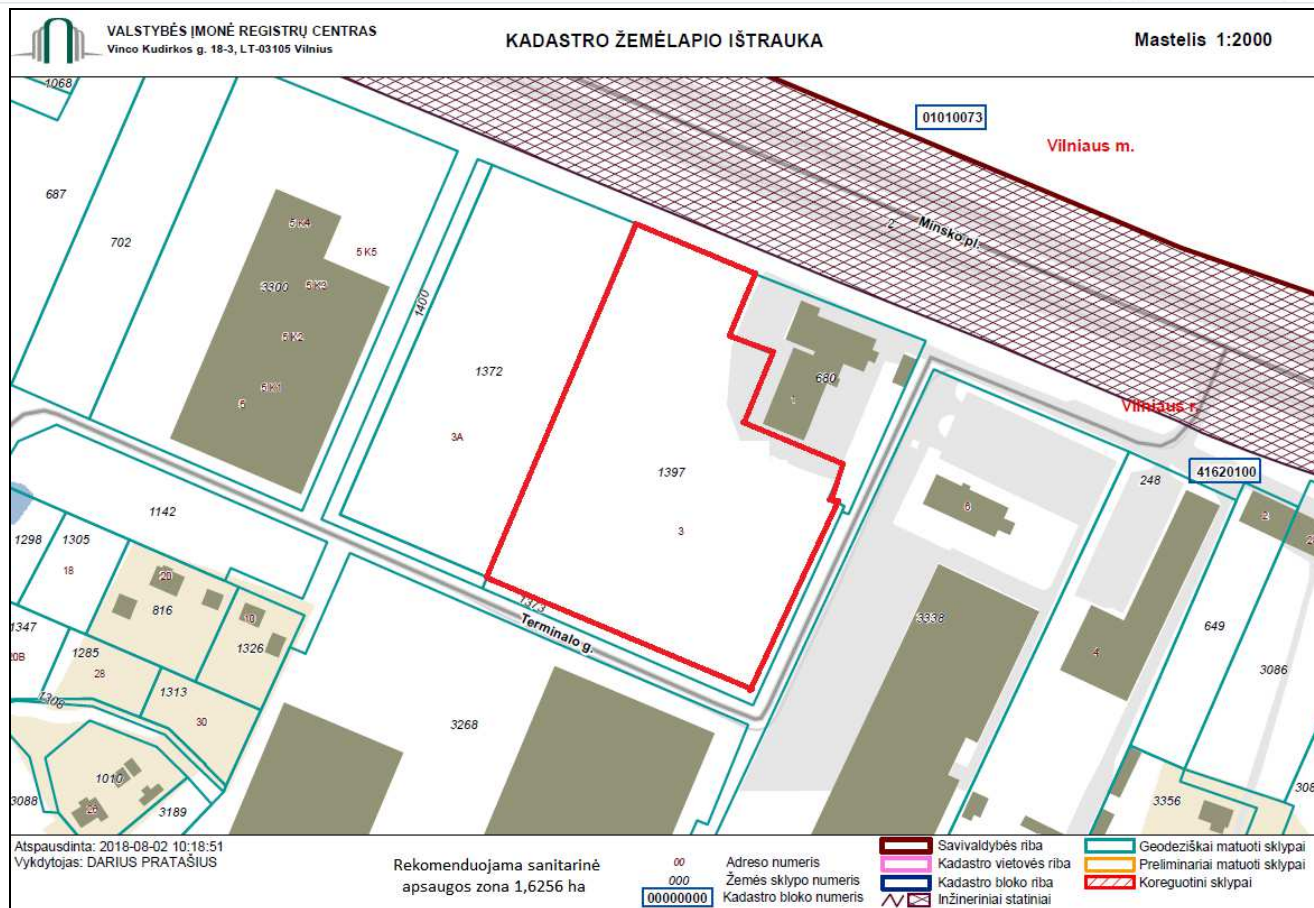 VALSTYBĖS ĮMONĖ REGISTRŲ CENTRAS
Vinco Kudirkos g. 18-3, LT-03105 Vilnius
KADASTRO ŽEMĖLAPIO IŠTRAUKA
Mastelis 1:2000
1068
01010073
Vilniaus m.
687
702
5 K4
5 K5
3300
5 K3
5 K2
5 K1
5
1400
1372
3A
2
Minsko pl.
680
1
Vilniaus r.
41620100
1397
3
248
6
2
1142
1298
1305
18
20
816
18
1326
1347
20B
1285
28
1313
30
1308
1373
Terminalo g.
3338
4
649
3086
3268
1010
26
3088
3189
3356
308
Atspausdinta: 2018-08-02 10:18:51
Vykdytojas: DARIUS PRATAŠIUS
Rekomenduojama sanitarinė
apsaugos zona 1,6256 ha
00 Adreso numeris
000 Žemės sklypo numeris
00000000 Kadastro bloko numeris
Savivaldybės riba
Kadastro vietovės riba
Kadastro bloko riba
Inžineriniai statiniai
Geodeziškai matuoti sklypai
Preliminariai matuoti sklypai
Koreguotini sklypai